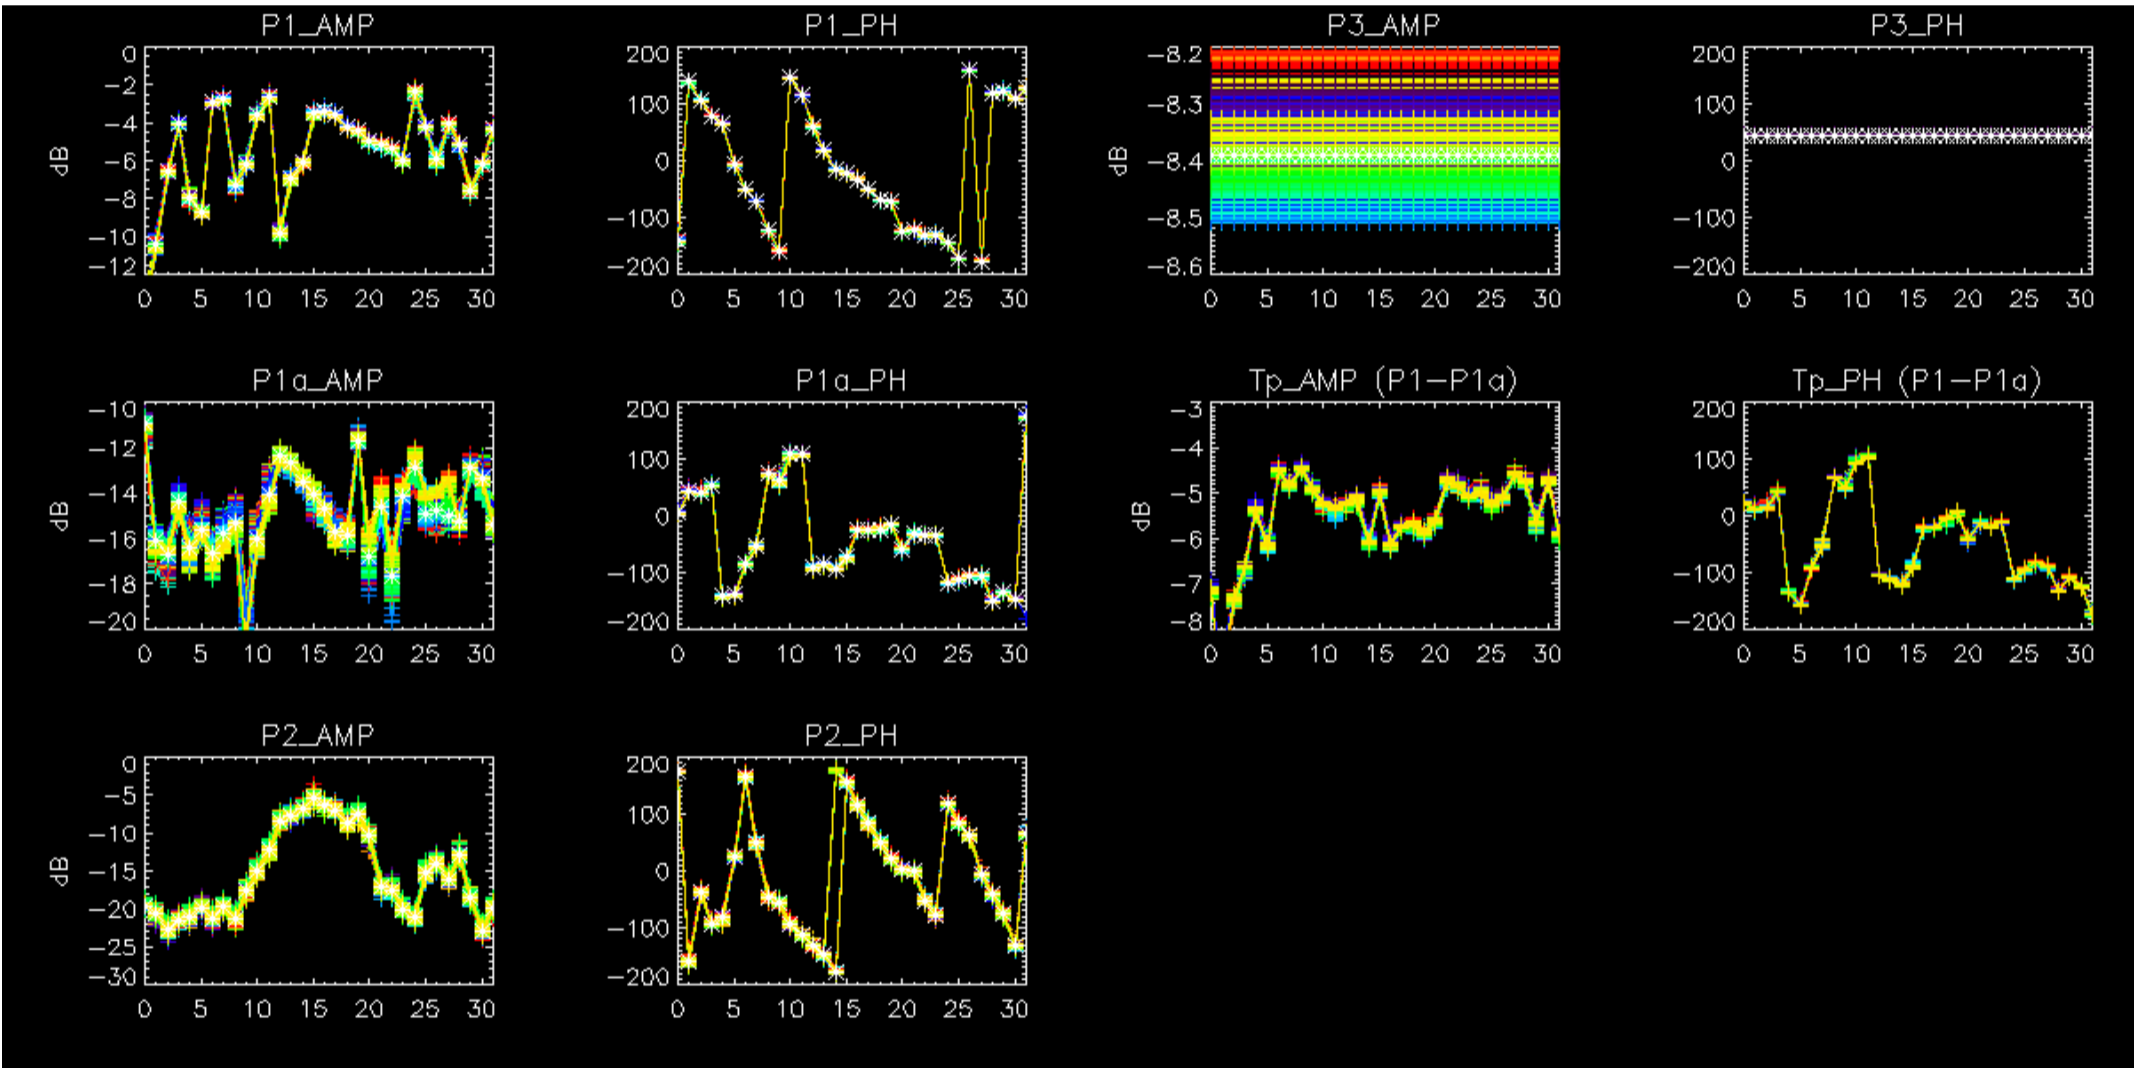 P1_AMP
P1_PH
P3_AMP
P3_PH
dB
0
-2
-4
-6
-8
-10
-12
0 5 10 15 20 25 30
200
100
0
-100
-200
0 5 10 15 20 25 30
dB
-8.2
-8.3
-8.4
-8.5
-8.6
0 5 10 15 20 25 30
200
100
0
-100
-200
0 5 10 15 20 25 30
P1a_AMP
P1a_PH
Tp_AMP (P1-P1a)
Tp_PH (P1-P1a)
dB
-10
-12
-14
-16
-18
-20
0 5 10 15 20 25 30
200
100
0
-100
-200
0 5 10 15 20 25 30
dB
-3
-4
-5
-6
-7
-8
0 5 10 15 20 25 30
200
100
0
-100
-200
0 5 10 15 20 25 30
P2_AMP
P2_PH
dB
0
-5
-10
-15
-20
-25
-30
0 5 10 15 20 25 30
200
100
0
-100
-200
0 5 10 15 20 25 30